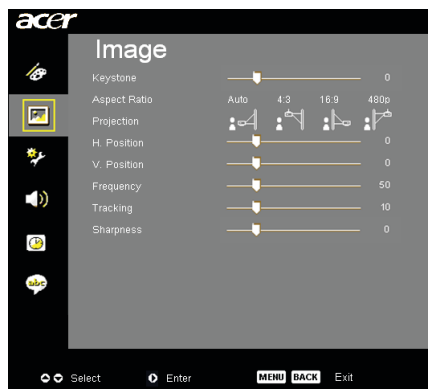 acer
Image
Keystone 0
Aspect Ratio Auto 4:3 16:9 480p
Projection
H. Position 0
V. Position 0
Frequency 50
Tracking 10
Sharpness 0
abc
Select Enter MENU BACK Exit